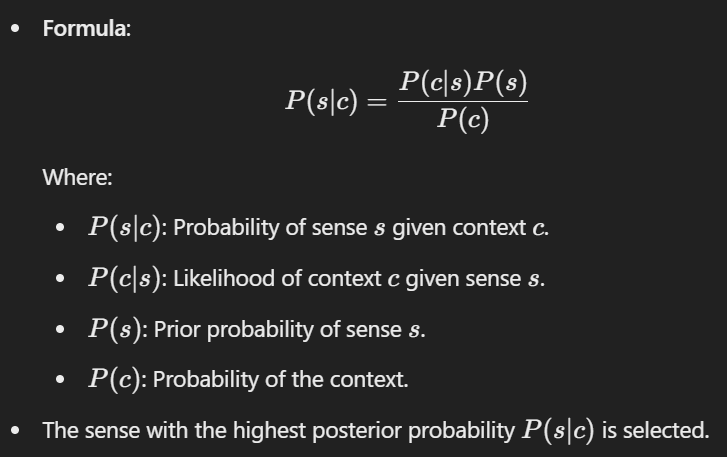 • Formula:
P(s|c) = P(c|s)P(s) / P(c)
Where:
• P(s|c): Probability of sense s given context c.
• P(c|s): Likelihood of context c given sense s.
• P(s): Prior probability of sense s.
• P(c): Probability of the context.
• The sense with the highest posterior probability P(s|c) is selected.